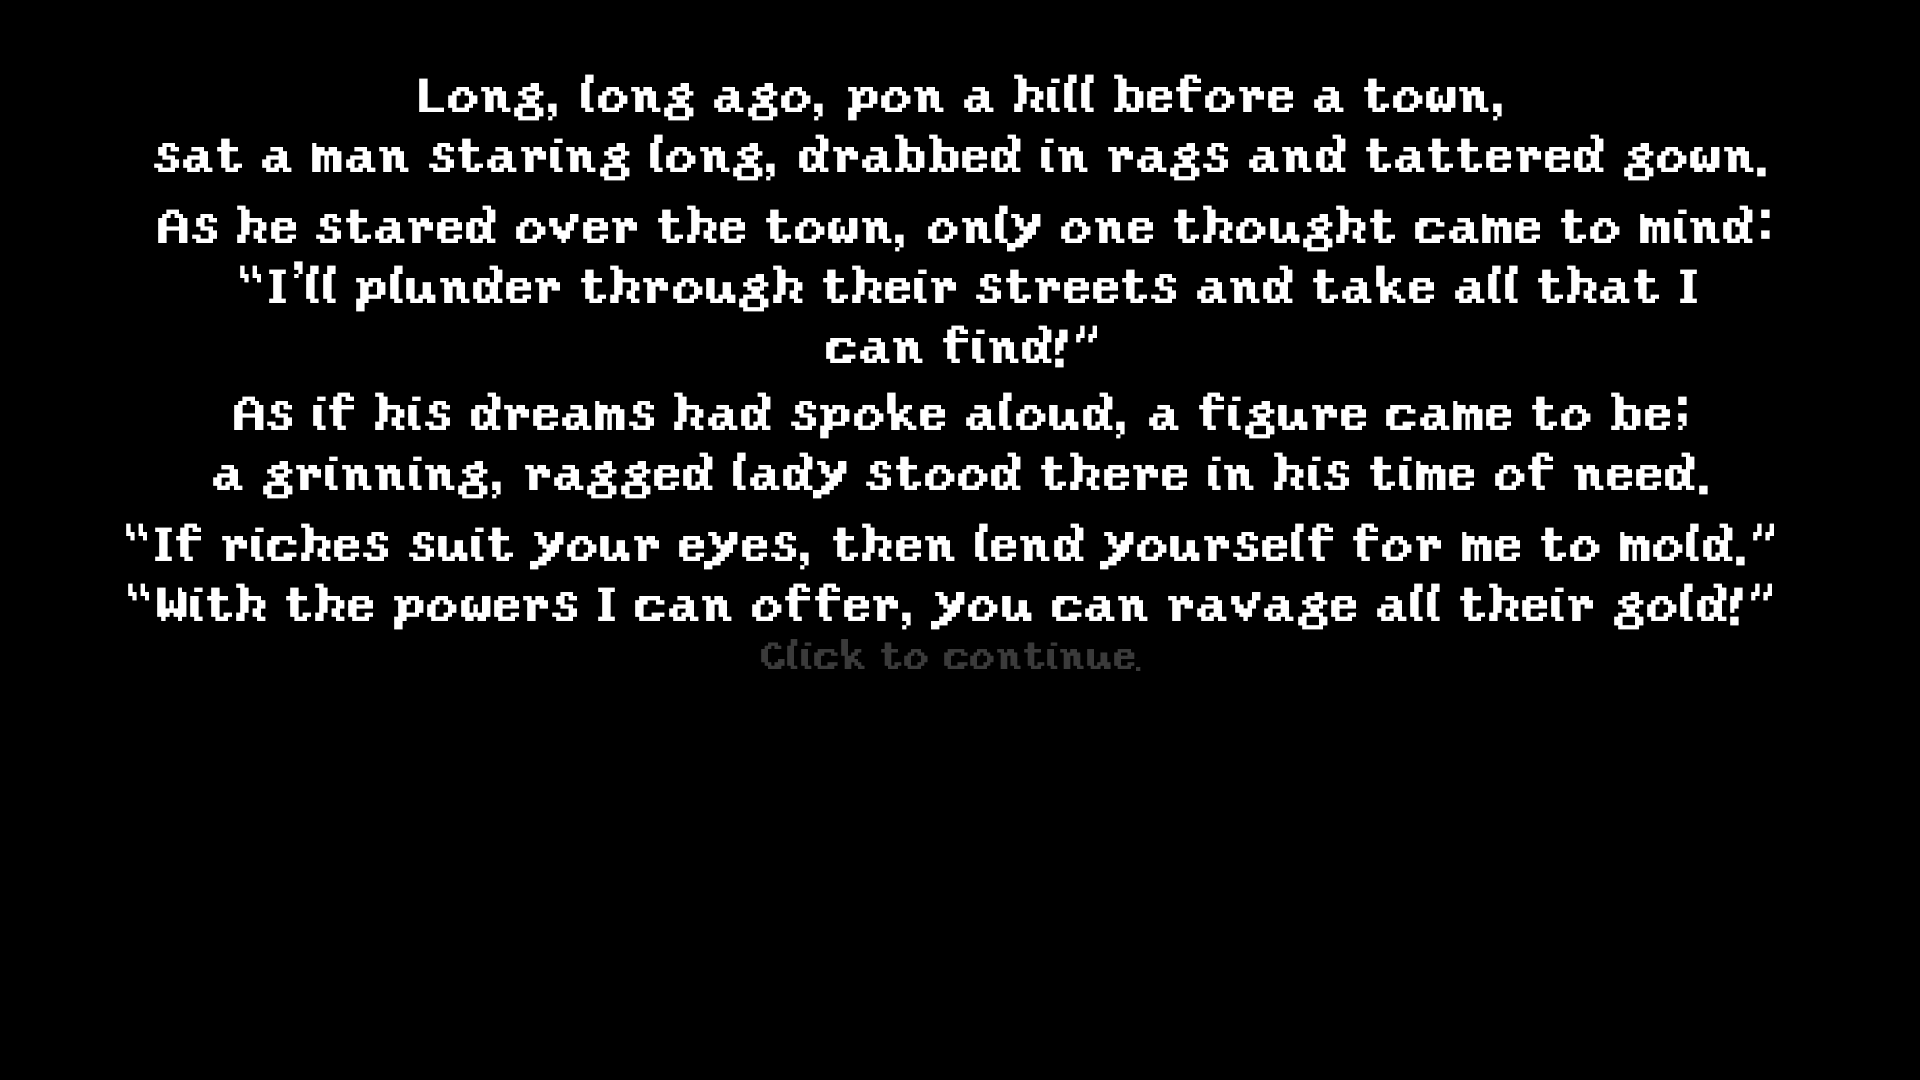 Long, long ago, pon a hill before a town,
sat a man staring long, drabbed in rags and tattered gown.
As he stared over the town, only one thought came to mind:
“I’ll plunder through their streets and take all that I
can find!”
As if his dreams had spoke aloud, a figure came to be;
a grinning, ragged lady stood there in his time of need.
“If riches suit your eyes, then lend yourself for me to mold.”
“With the powers I can offer, you can ravage all their gold!”
Click to continue.